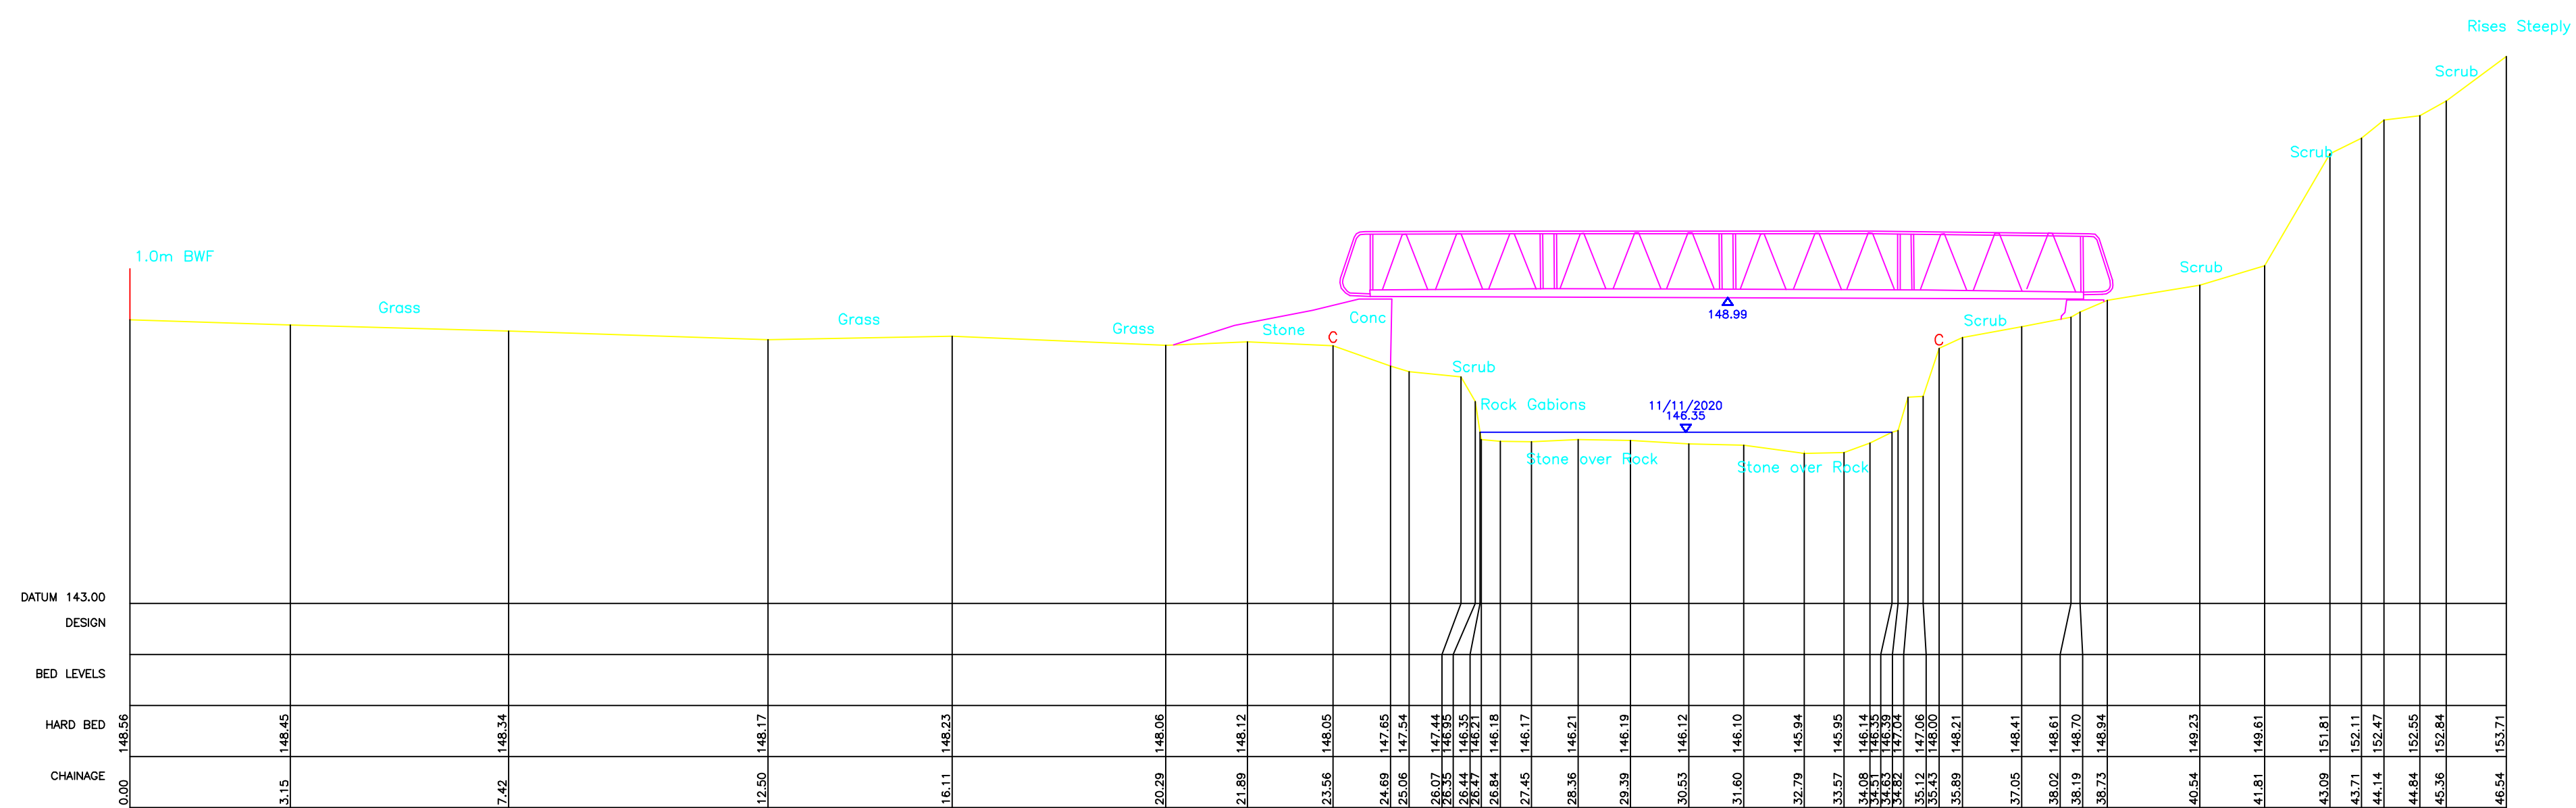 Rises Steeply
Scrub
Scrub
1.0m BWF
Scrub
Grass
Grass
Grass
Stone
C
Conc
148.99
C
Scrub
Scrub
Rock Gabions
11/11/2020
146.35
Stone over Rock
Stone over Rock
DATUM 143.00
DESIGN
BED LEVELS
HARD BED
148.56 148.45 148.34 148.17 148.23 148.06 148.12 148.05 147.65 147.54 147.44 146.95 146.35 146.21 146.18 146.17 146.21 146.19 146.12 146.10 145.94 145.95 146.14 146.35 146.39 147.04 147.06 148.00 148.21 148.41 148.61 148.70 148.94 149.23 149.61 151.81 152.11 152.47 152.55 152.84 153.71
CHAINAGE
0.00 3.15 7.42 12.50 16.11 20.29 21.89 23.56 24.69 25.06 26.07 26.35 26.44 26.47 26.84 27.45 28.36 29.39 30.53 31.60 32.79 33.57 34.08 34.51 34.63 34.82 35.12 35.43 35.89 37.05 38.02 38.19 38.73 40.54 41.81 43.09 43.71 44.14 44.84 45.36 46.54